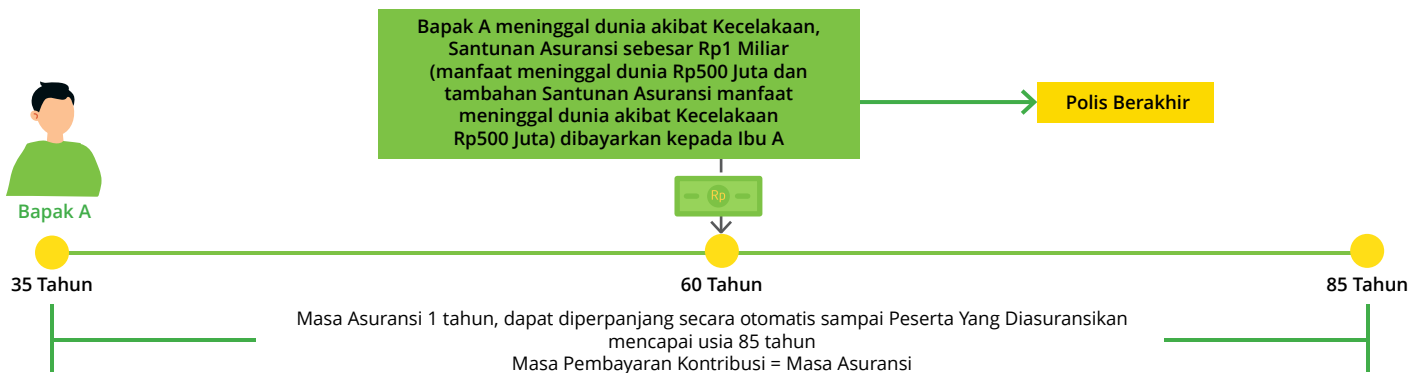 Bapak A meninggal dunia akibat Kecelakaan,
Santunan Asuransi sebesar Rp1 Miliar
(manfaat meninggal dunia Rp500 Juta dan
tambahan Santunan Asuransi manfaat
meninggal dunia akibat Kecelakaan
Rp500 Juta) dibayarkan kepada Ibu A
Polis Berakhir
Rp
Bapak A
35 Tahun
60 Tahun
85 Tahun
Masa Asuransi 1 tahun, dapat diperpanjang secara otomatis sampai Peserta Yang Diasuransikan
mencapai usia 85 tahun
Masa Pembayaran Kontribusi = Masa Asuransi